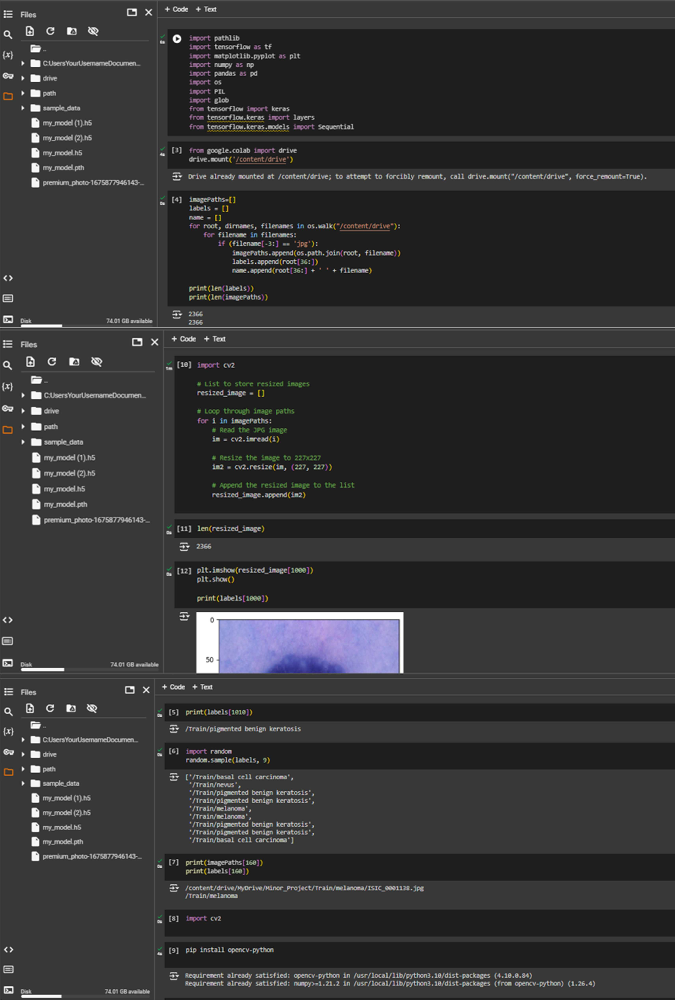 Files
..
C:UsersYourUsernameDocumen...
drive
path
sample_data
my_model (1).h5
my_model (2).h5
my_model.h5
my_model.pth
premium_photo-1675877946143-...
Disk
74.01 GB available
+ Code + Text
6s
import pathlib
import tensorflow as tf
import matplotlib.pyplot as plt
import numpy as np
import pandas as pd
import os
import PIL
import glob
from tensorflow import keras
from tensorflow.keras import layers
from tensorflow.keras.models import Sequential
4s
[3] from google.colab import drive
drive.mount('/content/drive')
Drive already mounted at /content/drive; to attempt to forcibly remount, call drive.mount("/content/drive", force_remount=True).
0s
[4] imagePaths=[]
labels = []
name = []
for root, dirnames, filenames in os.walk("/content/drive"):
    for filename in filenames:
        if (filename[-3:] == 'jpg'):
            imagePaths.append(os.path.join(root, filename))
            labels.append(root[36:])
            name.append(root[36:] + ' ' + filename)
print(len(labels))
print(len(imagePaths))
2366
2366
Files
{x}
..
C:UsersYourUsernameDocumen...
drive
path
sample_data
my_model (1).h5
my_model (2).h5
my_model.h5
my_model.pth
premium_photo-1675877946143-...
Disk
74.01 GB available
+ Code + Text
1m
[10] import cv2
# List to store resized images
resized_image = []
# Loop through image paths
for i in imagePaths:
    # Read the JPG image
    im = cv2.imread(i)
    # Resize the image to 227x227
    im2 = cv2.resize(im, (227, 227))
    # Append the resized image to the list
    resized_image.append(im2)
0s
[11] len(resized_image)
2366
0s
[12] plt.imshow(resized_image[1000])
plt.show()
print(labels[1000])
0
50
Files
{x}
..
C:UsersYourUsernameDocumen...
drive
path
sample_data
my_model (1).h5
my_model (2).h5
my_model.h5
my_model.pth
premium_photo-1675877946143-...
Disk
74.01 GB available
+ Code + Text
0s
[5] print(labels[1010])
/Train/pigmented benign keratosis
0s
[6] import random
random.sample(labels, 9)
['/Train/basal cell carcinoma',
'/Train/nevus',
'/Train/pigmented benign keratosis',
'/Train/pigmented benign keratosis',
'/Train/melanoma',
'/Train/melanoma',
'/Train/pigmented benign keratosis',
'/Train/pigmented benign keratosis',
'/Train/basal cell carcinoma']
0s
[7] print(imagePaths[160])
print(labels[160])
/content/drive/MyDrive/Minor_Project/Train/melanoma/ISIC_0001138.jpg
/Train/melanoma
0s
[8] import cv2
4s
[9] pip install opencv-python
Requirement already satisfied: opencv-python in /usr/local/lib/python3.10/dist-packages (4.10.0.84)
Requirement already satisfied: numpy>=1.21.2 in /usr/local/lib/python3.10/dist-packages (from opencv-python) (1.26.4)